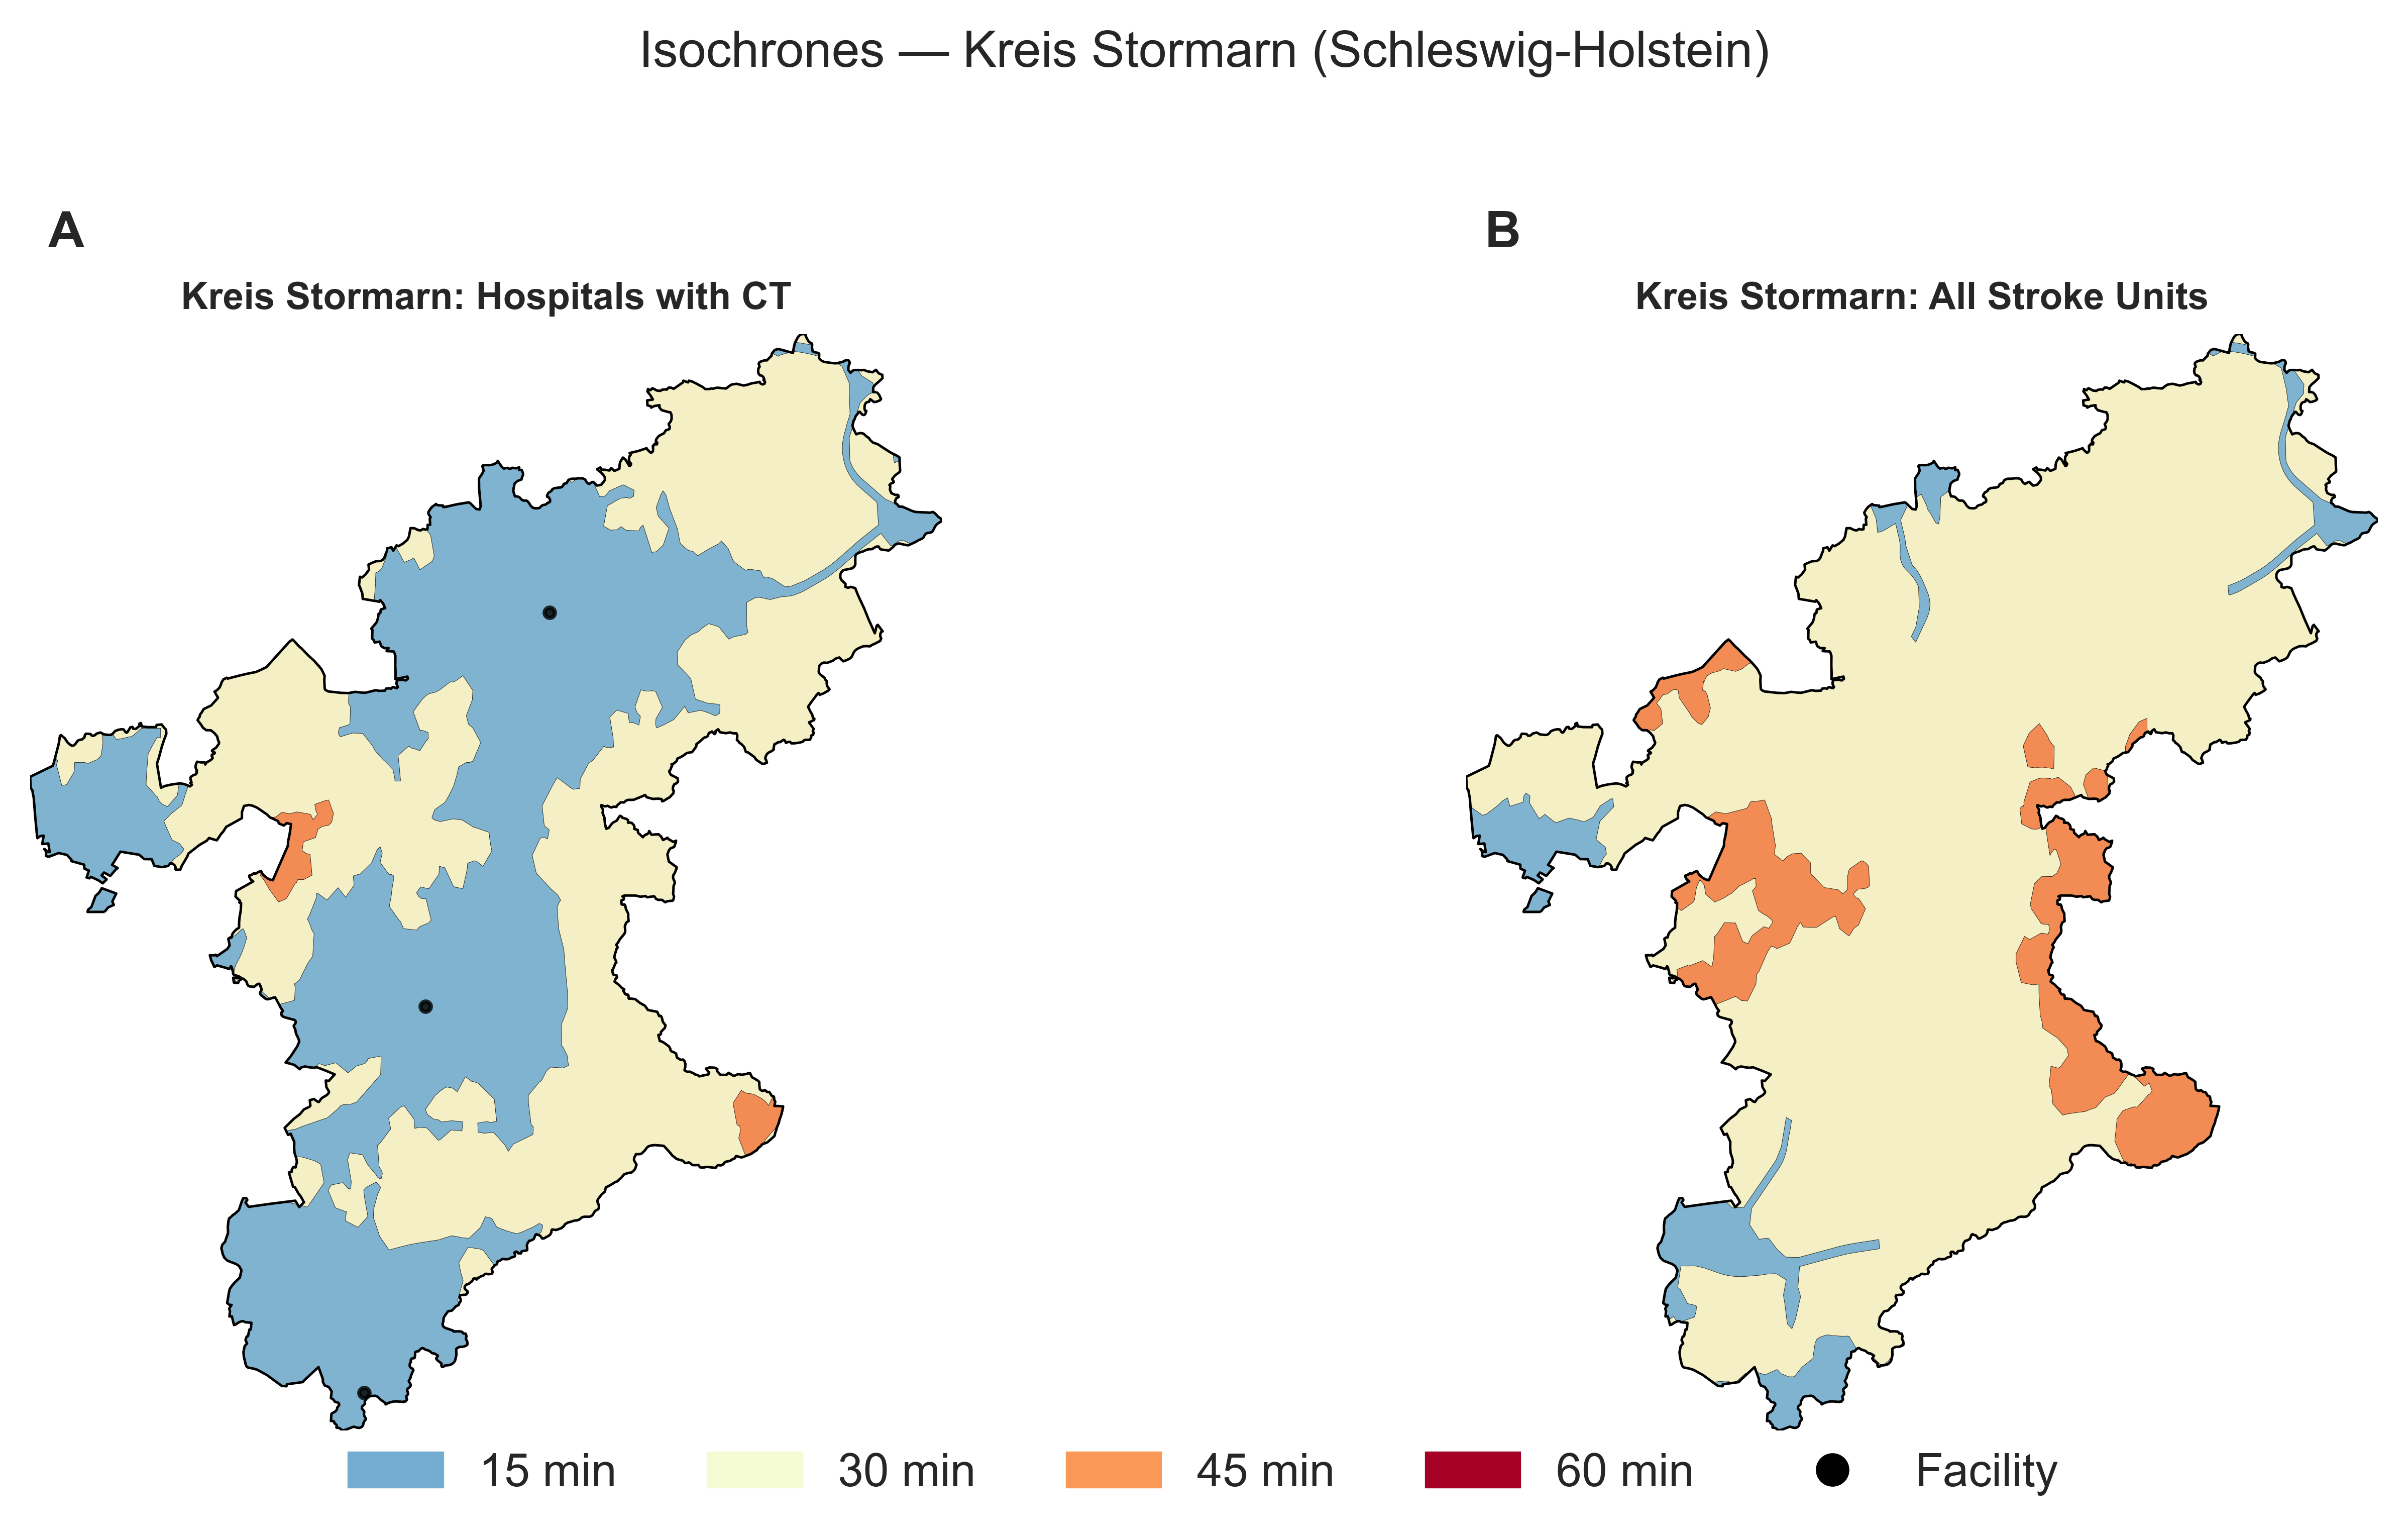 Isochrones — Kreis Stormarn (Schleswig-Holstein)
A
B
Kreis Stormarn: Hospitals with CT
Kreis Stormarn: All Stroke Units
15 min
30 min
45 min
60 min
Facility